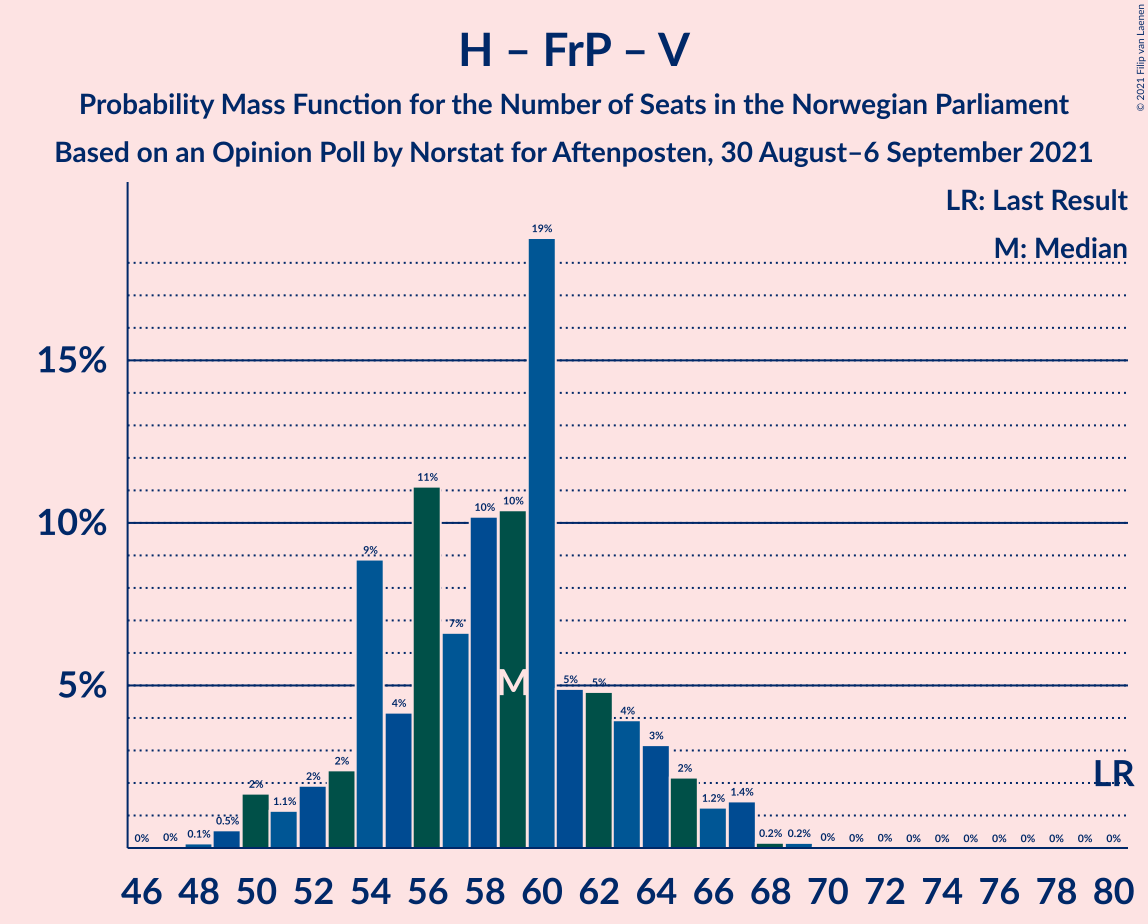 H – FrP – V
Probability Mass Function for the Number of Seats in the Norwegian Parliament
Based on an Opinion Poll by Norstat for Aftenposten, 30 August–6 September 2021
© 2021 Filip van Laenen
LR: Last Result
M: Median
15%
10%
5%
0% 0% 0.1% 0.5% 2% 1.1% 2% 2% 9% 4% 11% 7% 10% 10% 19% 5% 5% 4% 3% 2% 1.2% 1.4% 0.2% 0.2% 0% 0% 0% 0% 0% 0% 0% 0% 0% 0% 0%
M
LR
46 48 50 52 54 56 58 60 62 64 66 68 70 72 74 76 78 80